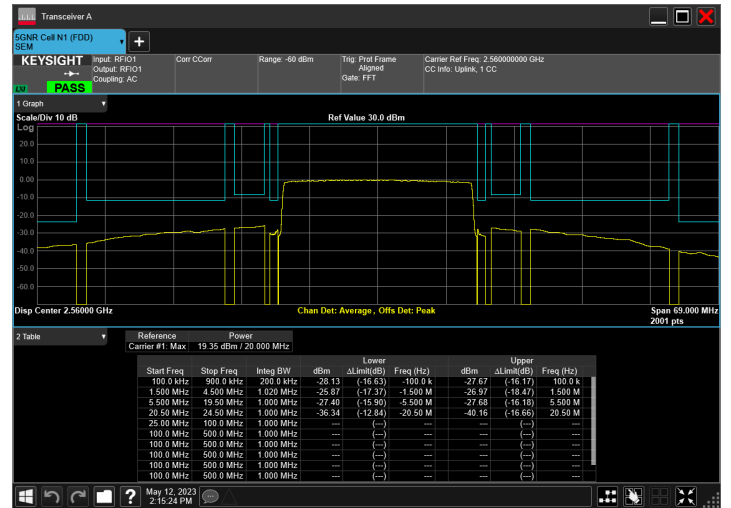 Transceiver A
5GNR Cell N1 (FDD)
SEM
KEYSIGHT
LXI
PASS
Input: RFIO1
Output: RFIO1
Coupling: AC
Corr CCorr
Range: -60 dBm
Trig: Prot Frame
Aligned
Gate: FFT
Carrier Ref Freq: 2.560000000 GHz
CC Info: Uplink, 1 CC
1 Graph
Scale/Div 10 dB
Ref Value 30.0 dBm
Log
20.0
10.0
0.00
-10.0
-20.0
-30.0
-40.0
-50.0
-60.0
Disp Center 2.56000 GHz
Chan Det: Average , Offs Det: Peak
Span 69.000 MHz
2001 pts
2 Table
Reference Power
Carrier #1: Max 19.35 dBm / 20.000 MHz
Lower Upper
Start Freq Stop Freq Integ BW dBm ΔLimit(dB) Freq (Hz) dBm ΔLimit(dB) Freq (Hz)
100.0 kHz 900.0 kHz 200.0 kHz -28.13 (-16.63) -100.0 k -27.67 (-16.17) 100.0 k
1.500 MHz 4.500 MHz 1.020 MHz -25.87 (-17.37) -1.500 M -26.97 (-18.47) 1.500 M
5.500 MHz 19.50 MHz 1.000 MHz -27.40 (-15.90) -5.500 M -27.68 (-16.18) 5.500 M
20.50 MHz 24.50 MHz 1.000 MHz -36.34 (-12.84) -20.50 M -40.16 (-16.66) 20.50 M
25.00 MHz 100.0 MHz 1.000 MHz --- (---) --- --- (---) ---
100.0 MHz 500.0 MHz 1.000 MHz --- (---) --- --- (---) ---
100.0 MHz 500.0 MHz 1.000 MHz --- (---) --- --- (---) ---
100.0 MHz 500.0 MHz 1.000 MHz --- (---) --- --- (---) ---
100.0 MHz 500.0 MHz 1.000 MHz --- (---) --- --- (---) ---
100.0 MHz 500.0 MHz 1.000 MHz --- (---) --- --- (---) ---
?
May 12, 2023
2:15:24 PM